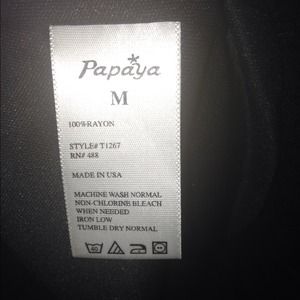 Papaya
M
100%RAYON
STYLE# T1267
RN# 488
MADE IN USA
MACHINE WASH NORMAL
NON-CHLORINE BLEACH
WHEN NEEDED
IRON LOW
TUMBLE DRY NORMAL